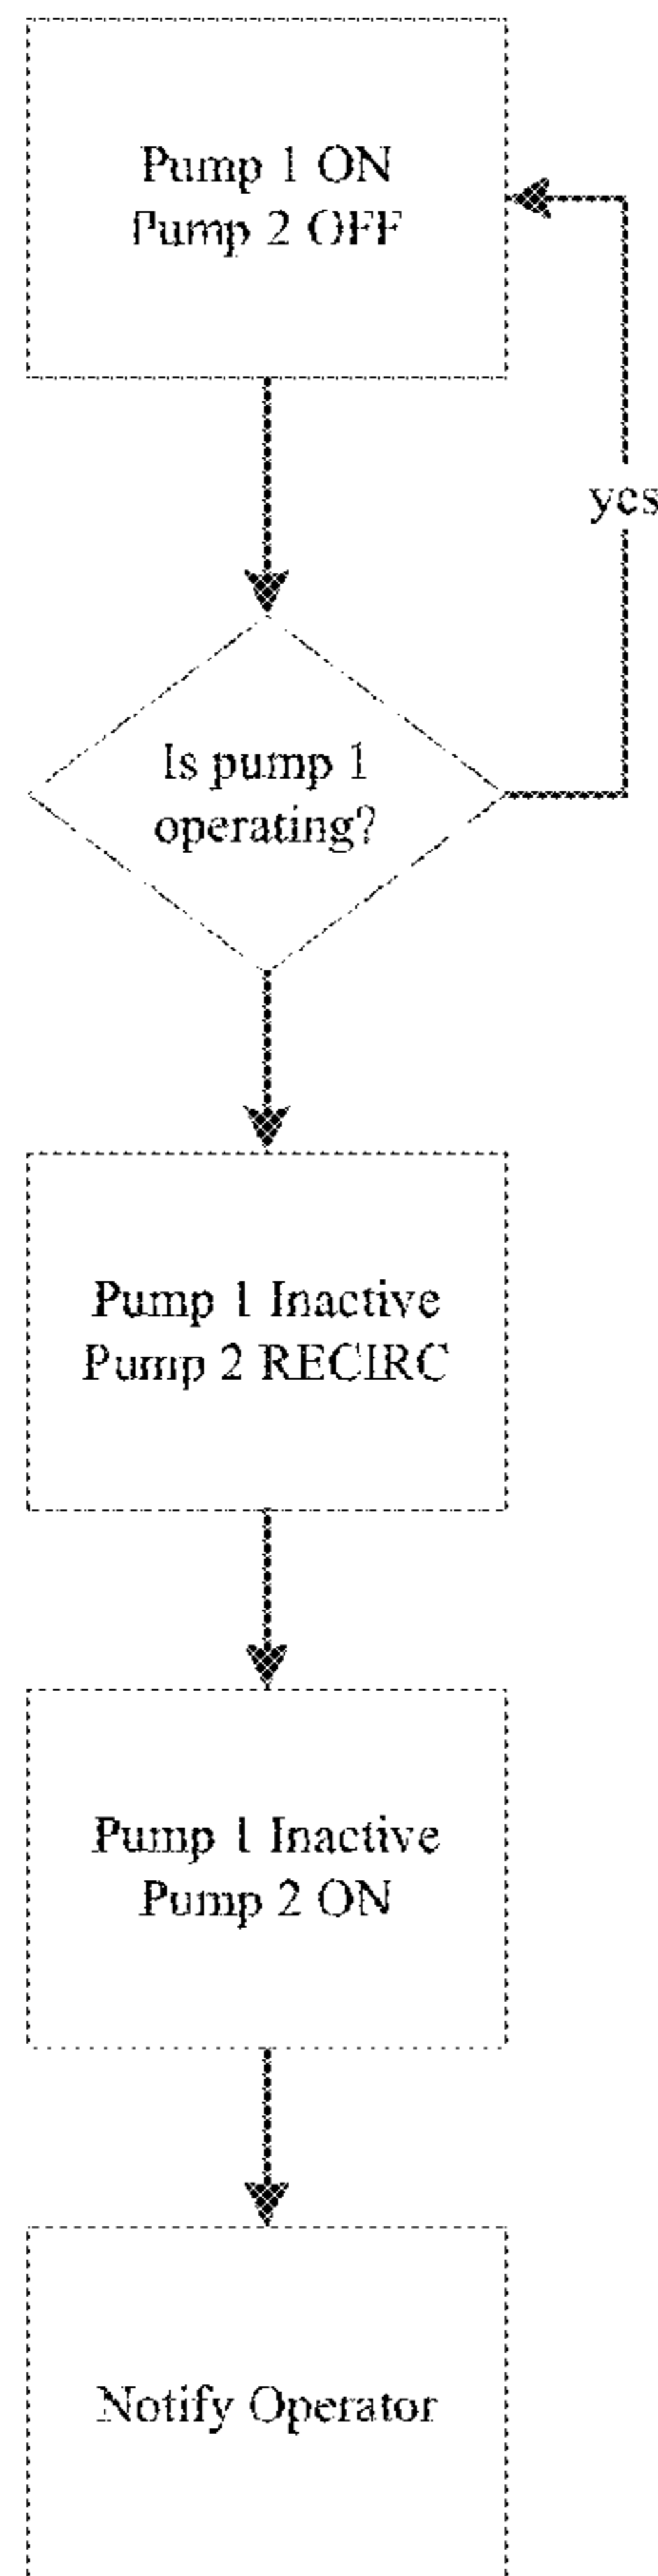 Pump 1 ON
Pump 2 OFF
yes
Is pump 1
operating?
Pump 1 Inactive
Pump 2 RECIRC
Pump 1 Inactive
Pump 2 ON
Notify Operator